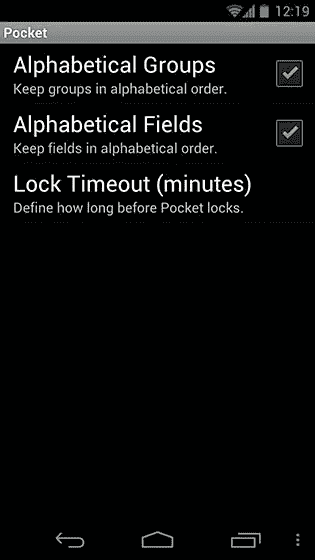 12:19
Pocket
Alphabetical Groups
Keep groups in alphabetical order.
Alphabetical Fields
Keep fields in alphabetical order.
Lock Timeout (minutes)
Define how long before Pocket locks.